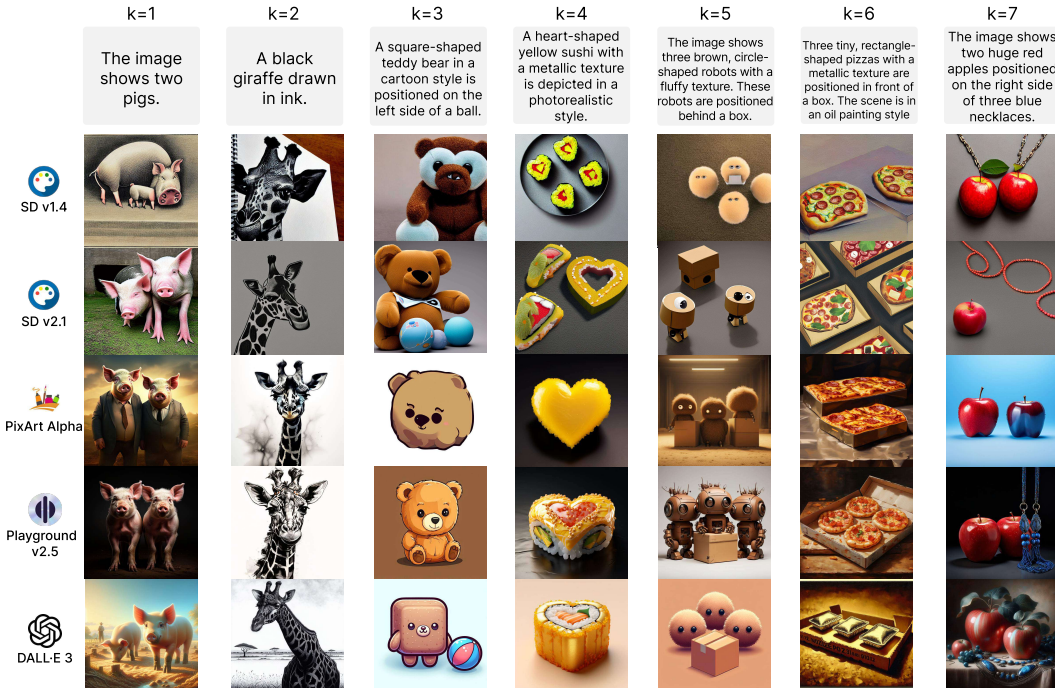 k=1
k=2
k=3
k=4
k=5
k=6
k=7
The image
shows two
pigs.
A black
giraffe drawn
in ink.
A square-shaped
teddy bear in a
cartoon style is
positioned on the
left side of a ball.
A heart-shaped
yellow sushi with
a metallic texture
is depicted in a
photorealistic
style.
The image shows
three brown, circle-
shaped robots with a
fluffy texture. These
robots are positioned
behind a box.
Three tiny, rectangle-
shaped pizzas with a
metallic texture are
positioned in front of
a box. The scene is in
an oil painting style
The image shows
two huge red
apples positioned
on the right side
of three blue
necklaces.
SD v1.4
SD v2.1
PixArt Alpha
Playground
v2.5
DALL·E 3